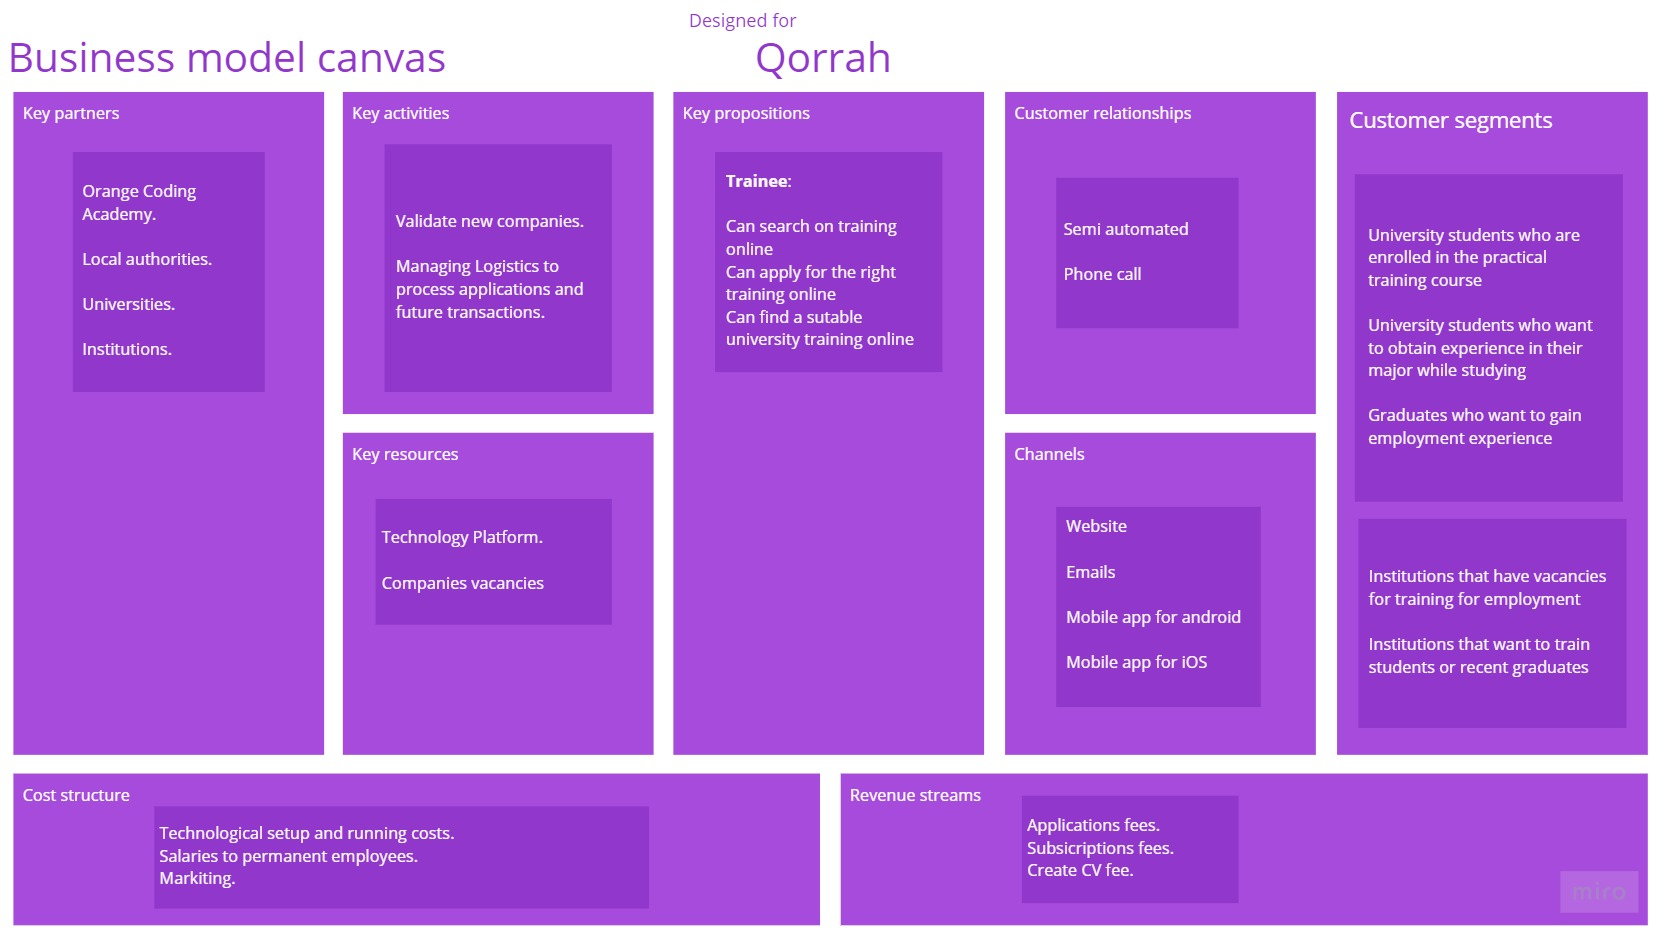 Designed for
Business model canvas
Qorrah
Key partners
Orange Coding
Academy.
Local authorities.
Universities.
Institutions.
Key activities
Validate new companies.
Managing Logistics to
process applications and
future transactions.
Key resources
Technology Platform.
Companies vacancies
Key propositions
Trainee:
Can search on training
online
Can apply for the right
training online
Can find a sutable
university training online
Customer relationships
Semi automated
Phone call
Channels
Website
Emails
Mobile app for android
Mobile app for iOS
Customer segments
University students who are
enrolled in the practical
training course
University students who want
to obtain experience in their
major while studying
Graduates who want to gain
employment experience
Institutions that have vacancies
for training for employment
Institutions that want to train
students or recent graduates
Cost structure
Technological setup and running costs.
Salaries to permanent employees.
Markiting.
Revenue streams
Applications fees.
Subsicriptions fees.
Create CV fee.
miro